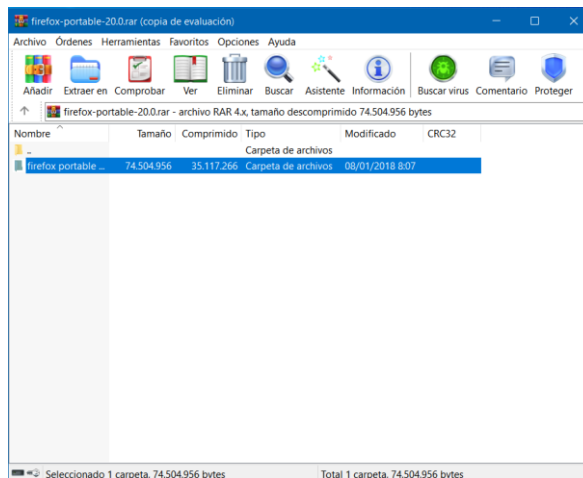 firefox-portable-20.0.rar (copia de evaluación)
Archivo Órdenes Herramientas Favoritos Opciones Ayuda
Añadir Extraer en Comprobar Ver Eliminar Buscar Asistente Información Buscar virus Comentario Proteger
firefox-portable-20.0.rar - archivo RAR 4.x, tamaño descomprimido 74.504.956 bytes
Nombre Tamaño Comprimido Tipo Modificado CRC32
.. Carpeta de archivos
firefox portable ... 74.504.956 35.117.266 Carpeta de archivos 08/01/2018 8:07
Seleccionado 1 carpeta, 74.504.956 bytes Total 1 carpeta, 74.504.956 bytes